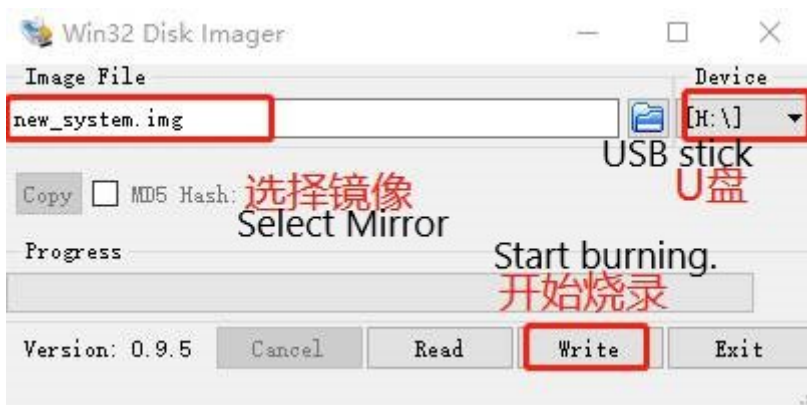 Win32 Disk Imager
Image File
Device
new_system.img
[H:\]
USB stick
U盘
Copy
MD5 Hash:
选择镜像
Select Mirror
Progress
Start burning.
开始烧录
Version: 0.9.5
Cancel
Read
Write
Exit